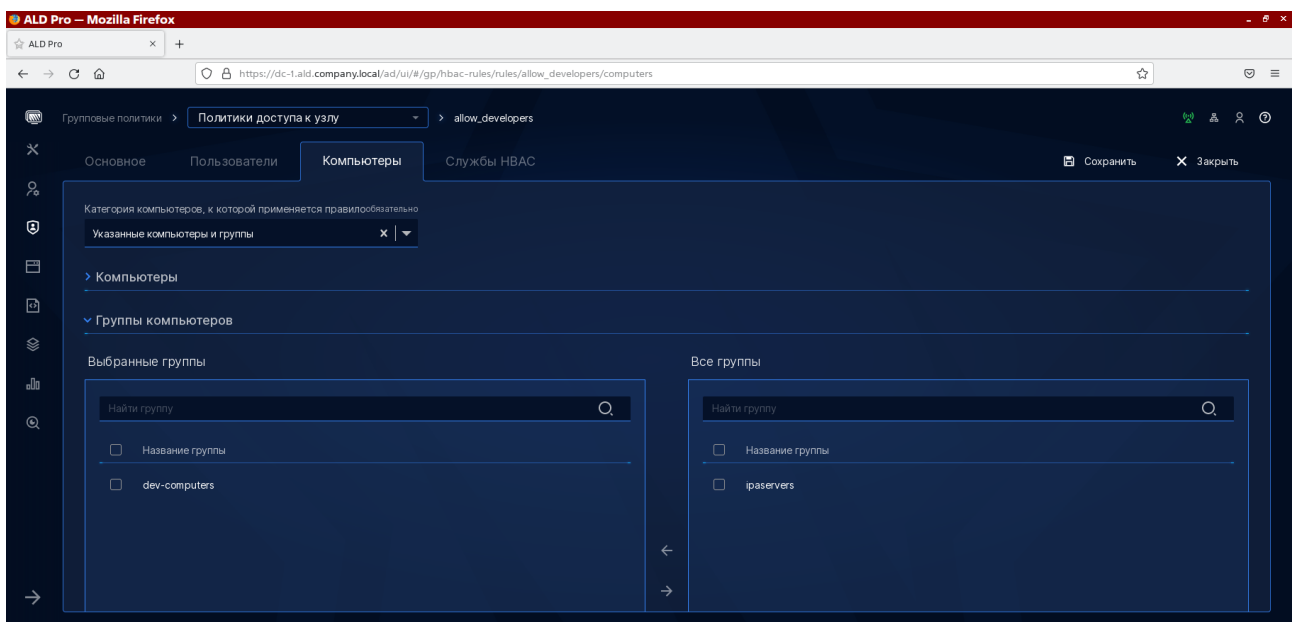 ALD Pro — Mozilla Firefox
ALD Pro
https://dc-1.ald.company.local/ad/ui/#/gp/hbac-rules/rules/allow_developers/computers
Групповые политики > Политики доступа к узлу > allow_developers
Основное Пользователи Компьютеры Службы HBAC Сохранить Закрыть
Категория компьютеров, к которой применяется правилообязательно
Указанные компьютеры и группы
Компьютеры
Группы компьютеров
Выбранные группы Все группы
Найти группу Найти группу
Название группы Название группы
dev-computers ipaservers